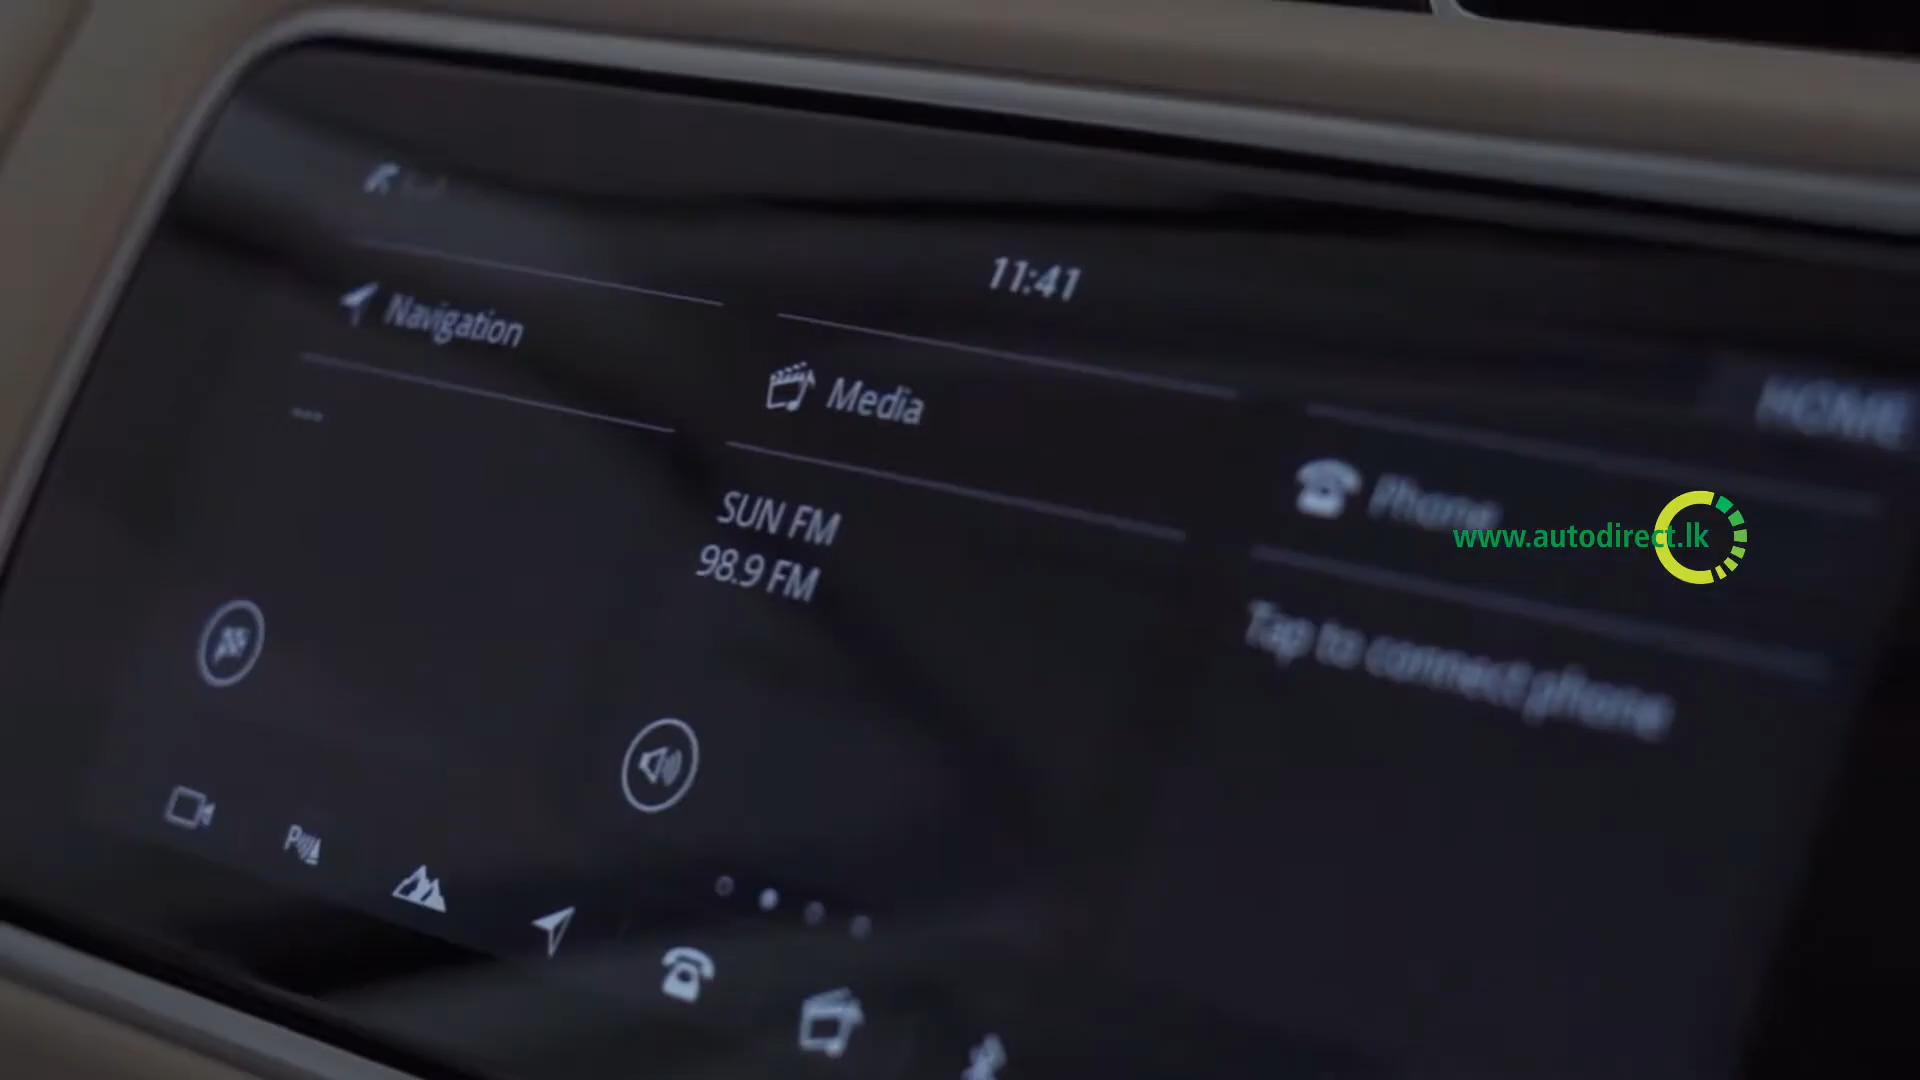 11:41
HOME
Navigation
---
Media
SUN FM
98.9 FM
Phone
Tap to connect phone
www.autodirect.lk
P